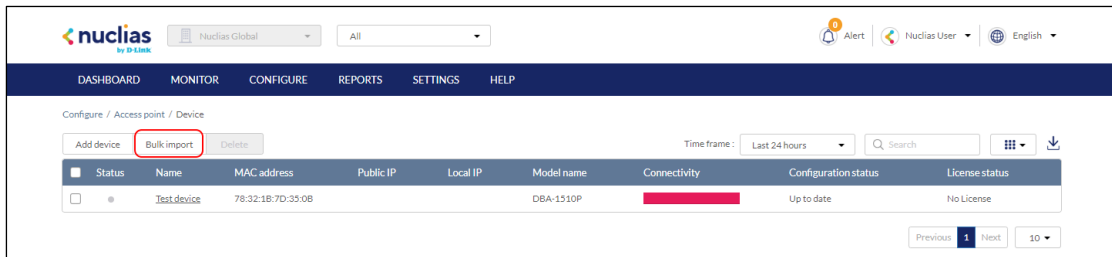 nuclias
by D-Link
Nuclias Global
All
0
Alert
Nuclias User
English
DASHBOARD MONITOR CONFIGURE REPORTS SETTINGS HELP
Configure / Access point / Device
Add device Bulk import Delete Time frame : Last 24 hours Search
Status Name MAC address Public IP Local IP Model name Connectivity Configuration status License status
Test device 78:32:1B:7D:35:0B DBA-1510P Up to date No License
Previous 1 Next 10